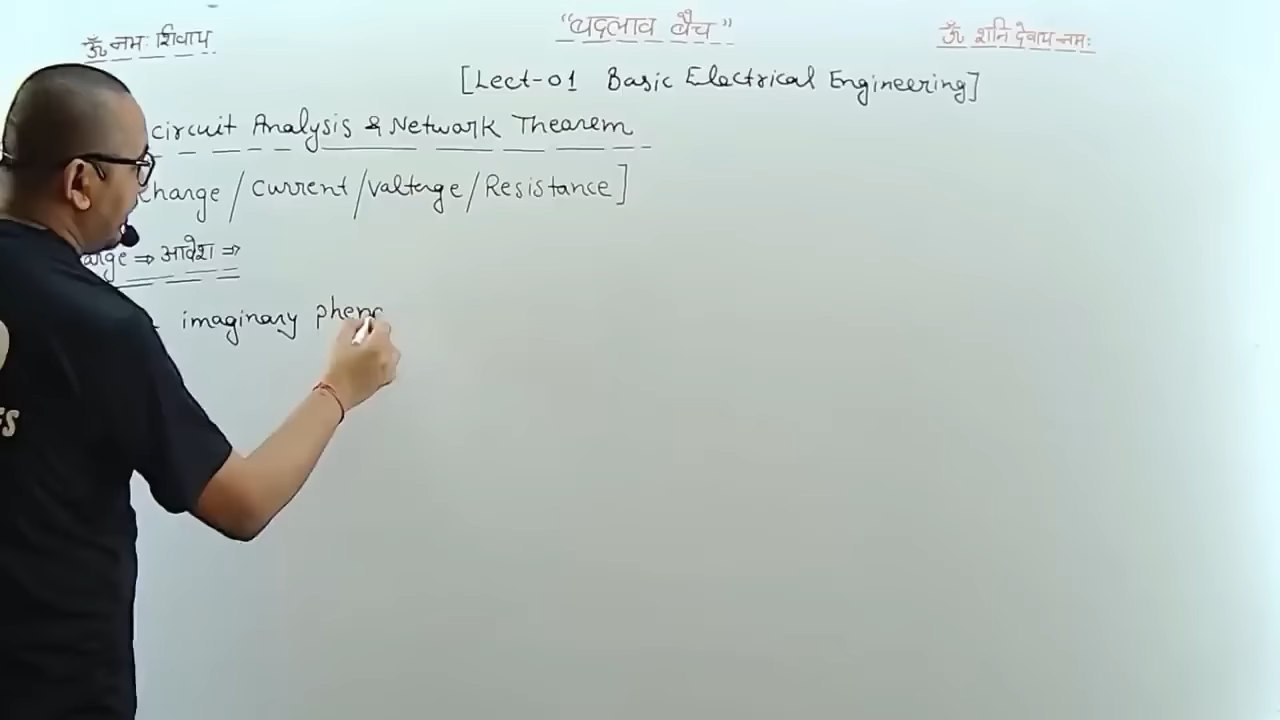 ॐ नमः शिवाय
"बदलाव बैच"
ॐ शनि देवाय नमः
[Lect-01 Basic Electrical Engineering]
circuit Analysis & Network Theorem
charge / current / valtage / Resistance]
arge ⇒ आवेश ⇒
imaginary pheno